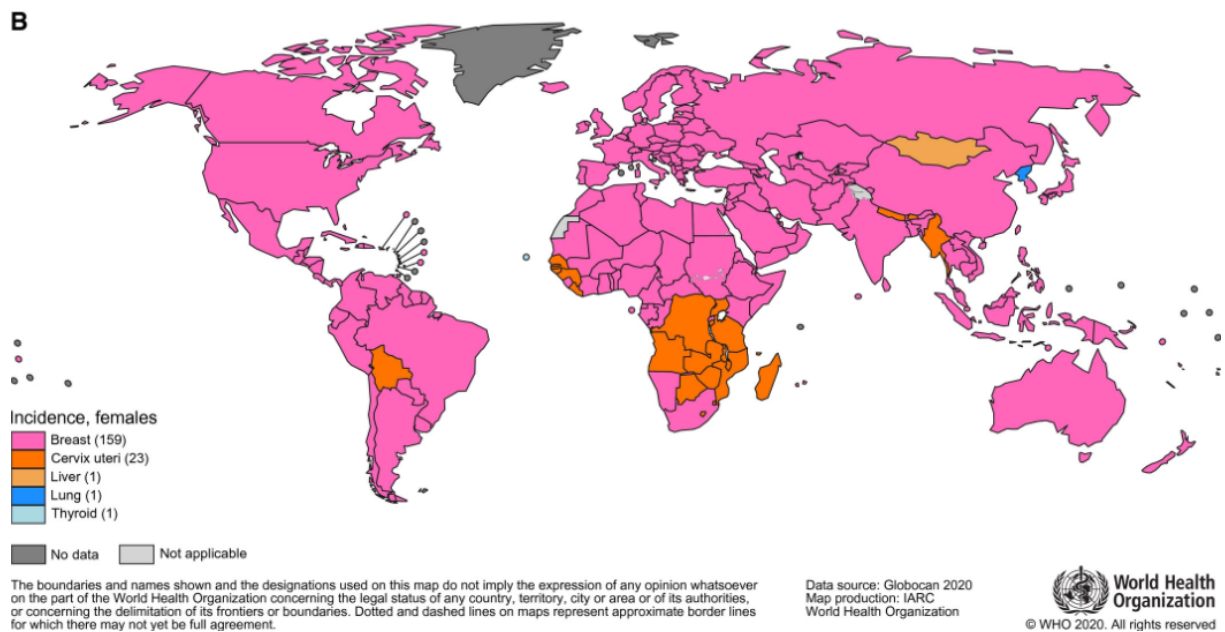 B
Incidence, females
Breast (159)
Cervix uteri (23)
Liver (1)
Lung (1)
Thyroid (1)
No data
Not applicable
The boundaries and names shown and the designations used on this map do not imply the expression of any opinion whatsoever
on the part of the World Health Organization concerning the legal status of any country, territory, city or area or of its authorities,
or concerning the delimitation of its frontiers or boundaries. Dotted and dashed lines on maps represent approximate border lines
for which there may not yet be full agreement.
Data source: Globocan 2020
Map production: IARC
World Health Organization
World Health
Organization
© WHO 2020. All rights reserved